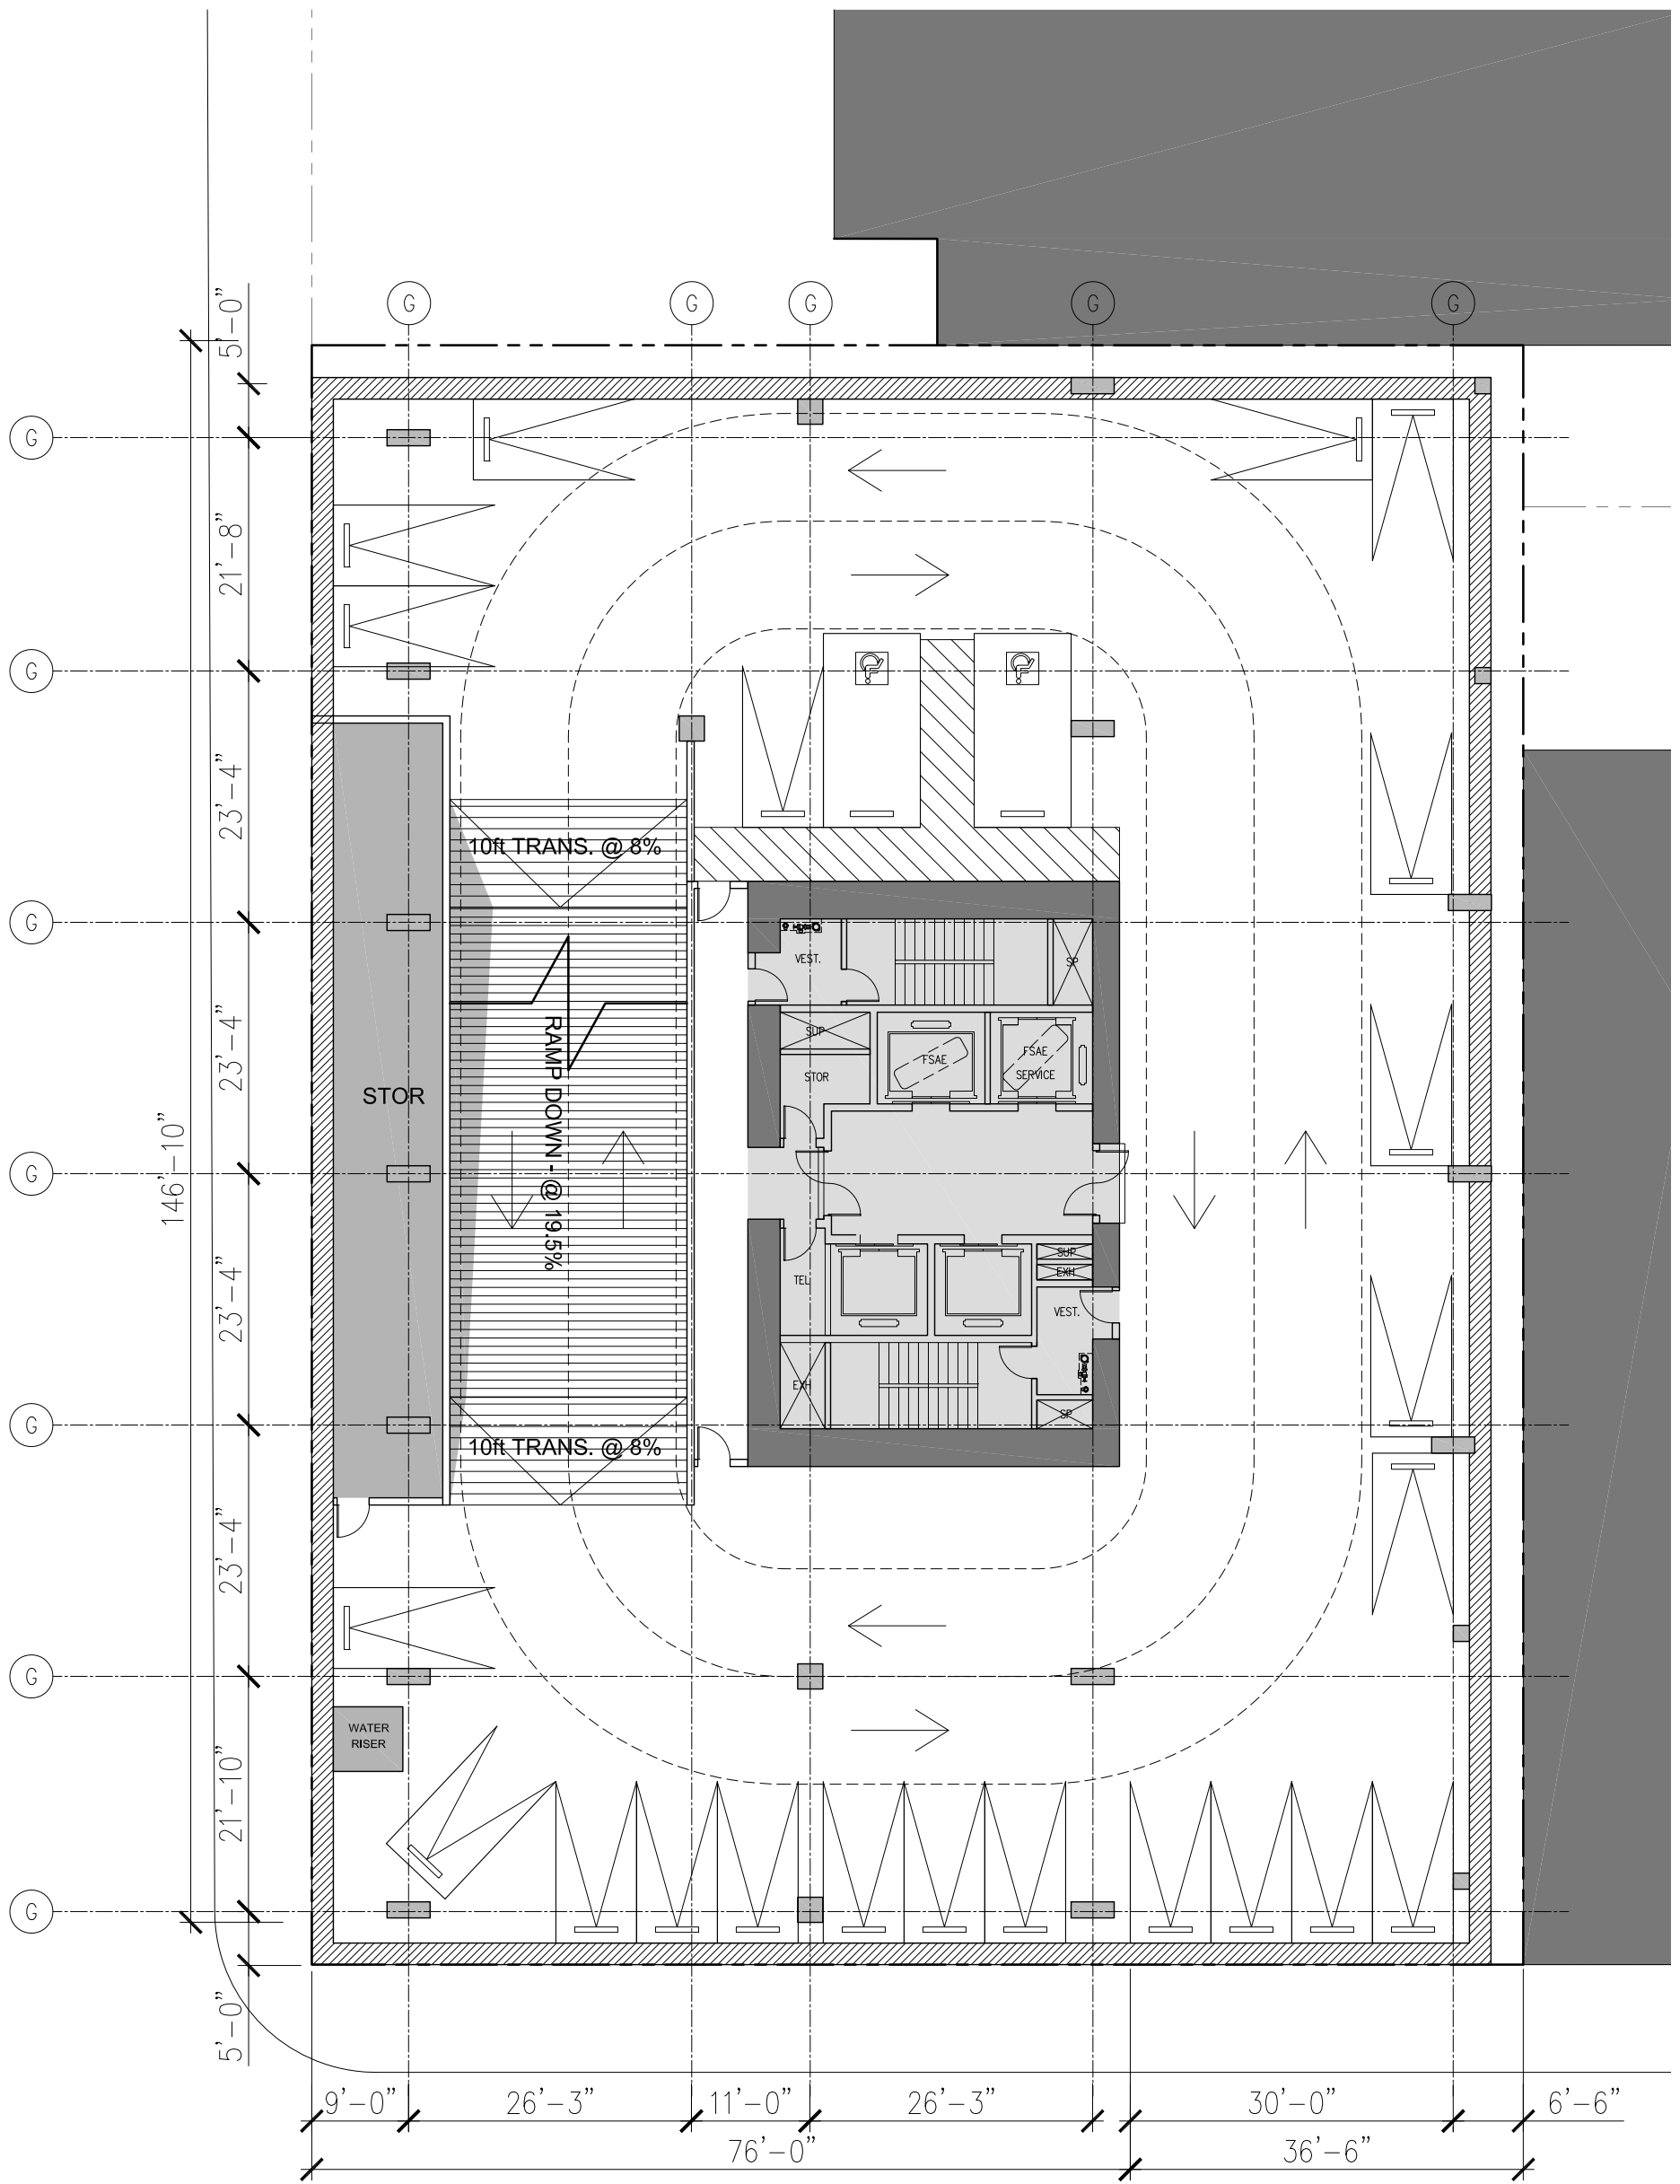 G
G
G
G
G
5'-0"
G
21'-8"
G
23'-4"
10ft TRANS. @ 8%
G
VEST.
SP
23'-4"
SUP
FSAE
FSAE
SERVICE
STOR
STOR
RAMP DOWN - @ 19.5%
146'-10"
G
23'-4"
SUP
EXH
TEL
VEST.
EXH
SP
G
10ft TRANS. @ 8%
23'-4"
G
WATER
RISER
21'-10"
G
5'-0"
9'-0"
26'-3"
11'-0"
26'-3"
30'-0"
6'-6"
76'-0"
36'-6"